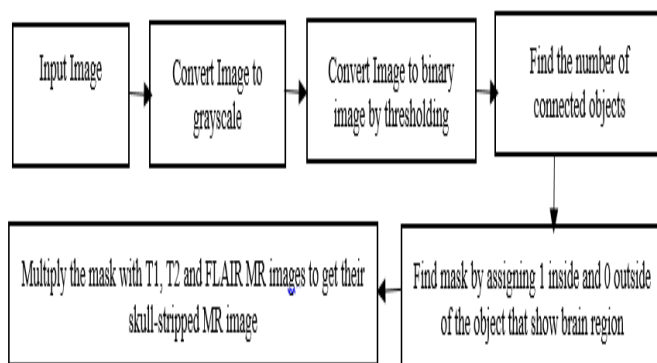 Input Image
Convert Image to
grayscale
Convert Image to binary
image by thresholding
Find the number of
connected objects
Find mask by assigning 1 inside and 0 outside
of the object that show brain region
Multiply the mask with T1, T2 and FLAIR MR images to get their
skull-stripped MR image